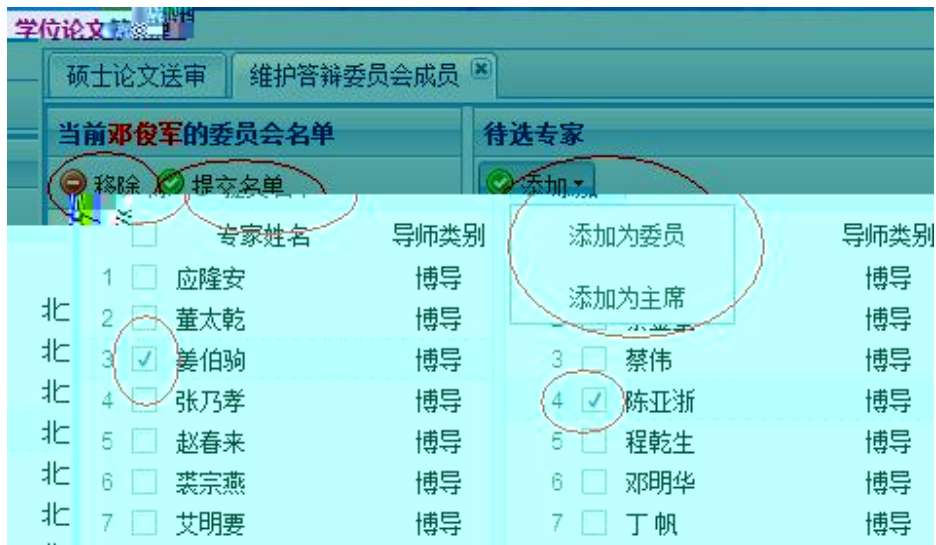 学位论文
硕士论文送审 维护答辩委员会成员
当前邓俊军的委员会名单 待选专家
移除 提交名单 添加
专家姓名 导师类别 添加为委员 导师类别
1 应隆安 博导 博导
添加为主席
北 2 董太乾 博导 博导
北 3 姜伯驹 博导 3 蔡伟 博导
北 4 张乃孝 博导 4 陈亚浙 博导
北 5 赵春来 博导 5 程乾生 博导
北 6 裘宗燕 博导 6 邓明华 博导
北 7 艾明要 博导 7 丁帆 博导